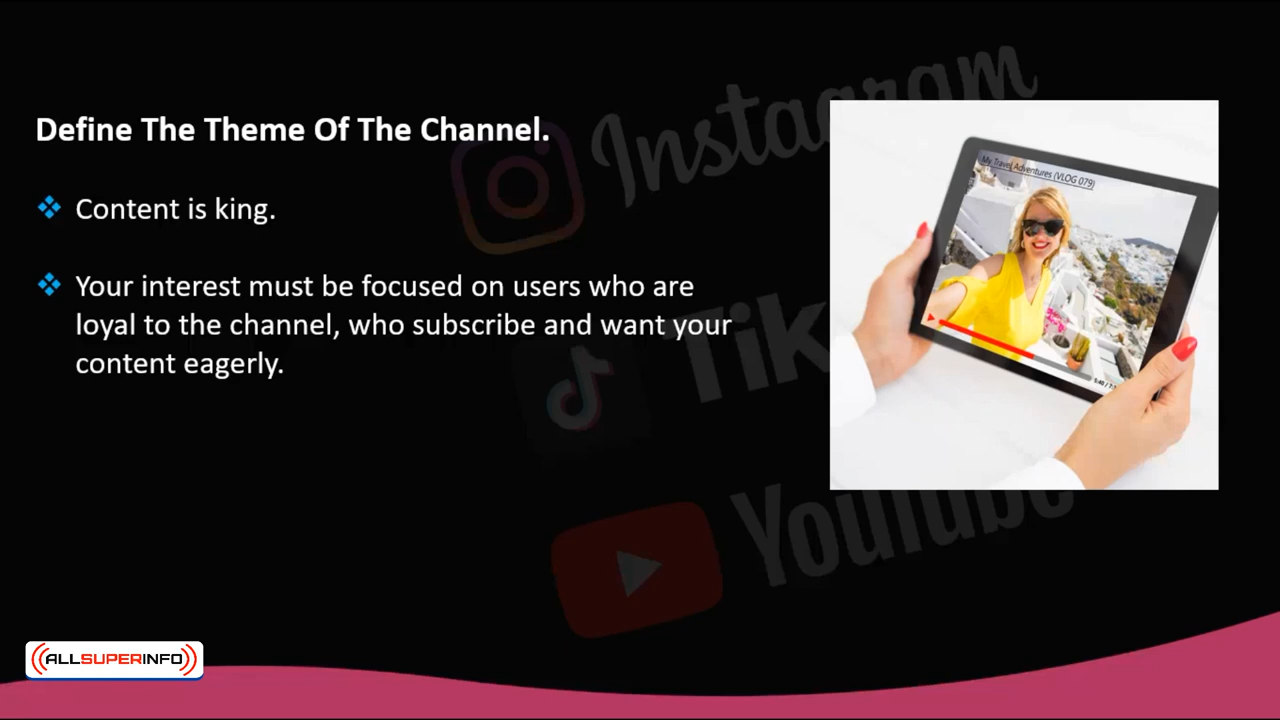 Define The Theme Of The Channel.
Content is king.
Your interest must be focused on users who are
loyal to the channel, who subscribe and want your
content eagerly.
Instagram
My Travel Adventures (VLOG 079)
TikTok
YouTube
ALLSUPERINFO